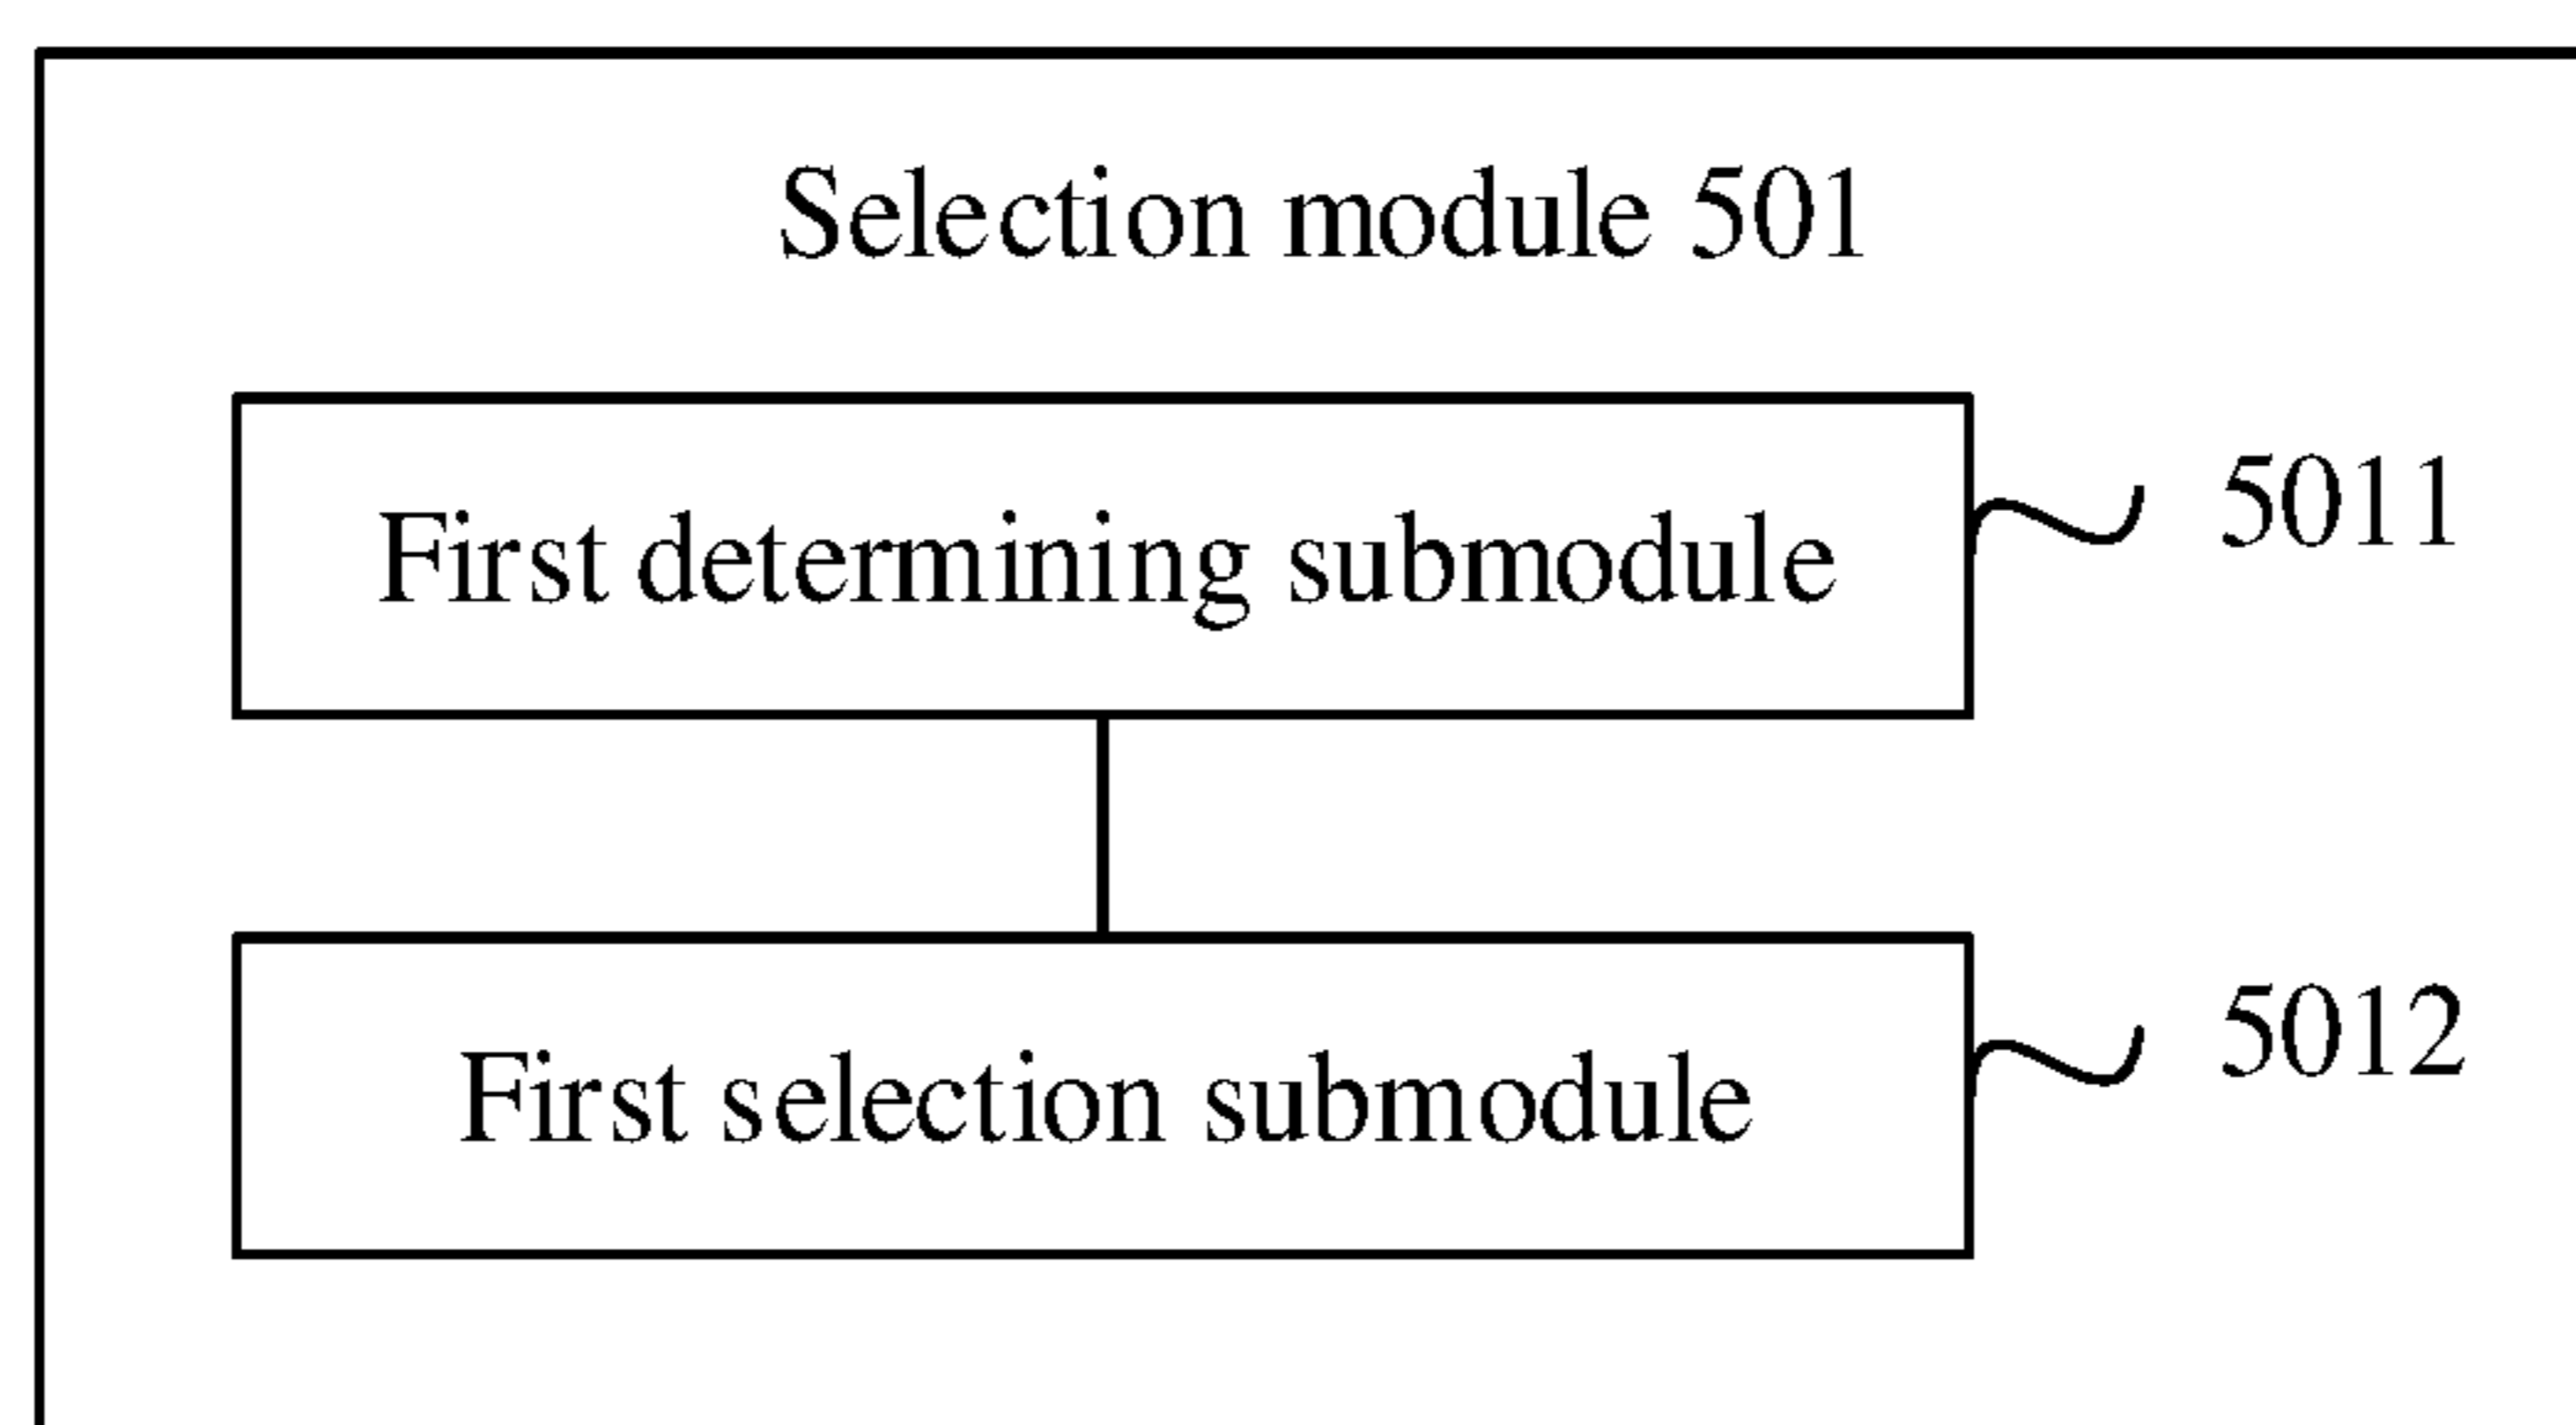 Selection module 501
First determining submodule
5011
First selection submodule
5012